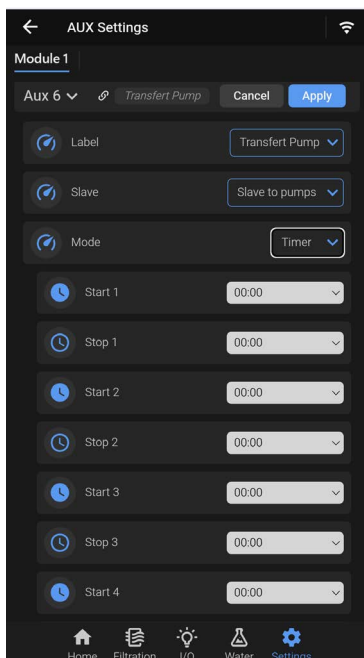 AUX Settings
Module 1
Aux 6 Transfert Pump Cancel Apply
Label Transfert Pump
Slave Slave to pumps
Mode Timer
Start 1 00:00
Stop 1 00:00
Start 2 00:00
Stop 2 00:00
Start 3 00:00
Stop 3 00:00
Start 4 00:00
Home Filtration I/O Water Settings